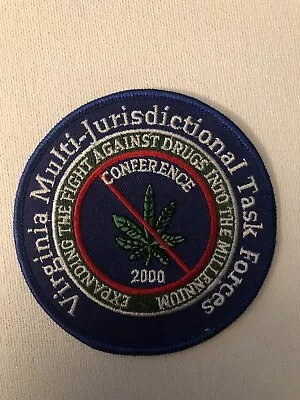 Virginia Multi-Jurisdictional Task Forces
EXPANDING THE FIGHT AGAINST DRUGS INTO THE MILLENNIUM
CONFERENCE
2000